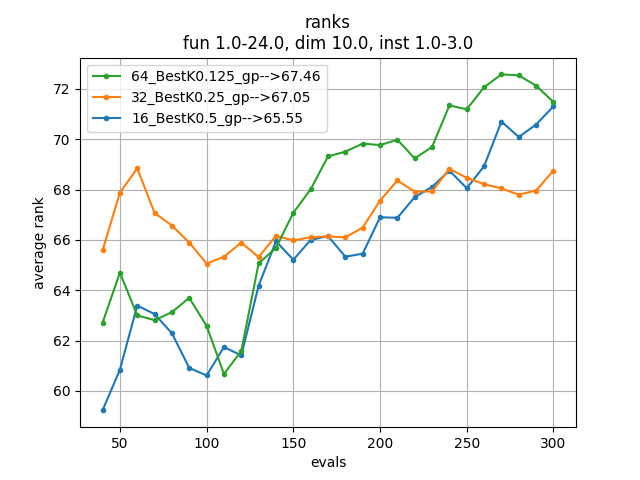 ranks
fun 1.0-24.0, dim 10.0, inst 1.0-3.0
64_BestK0.125_gp-->67.46
32_BestK0.25_gp-->67.05
16_BestK0.5_gp-->65.55
average rank
72
70
68
66
64
62
60
50 100 150 200 250 300
evals